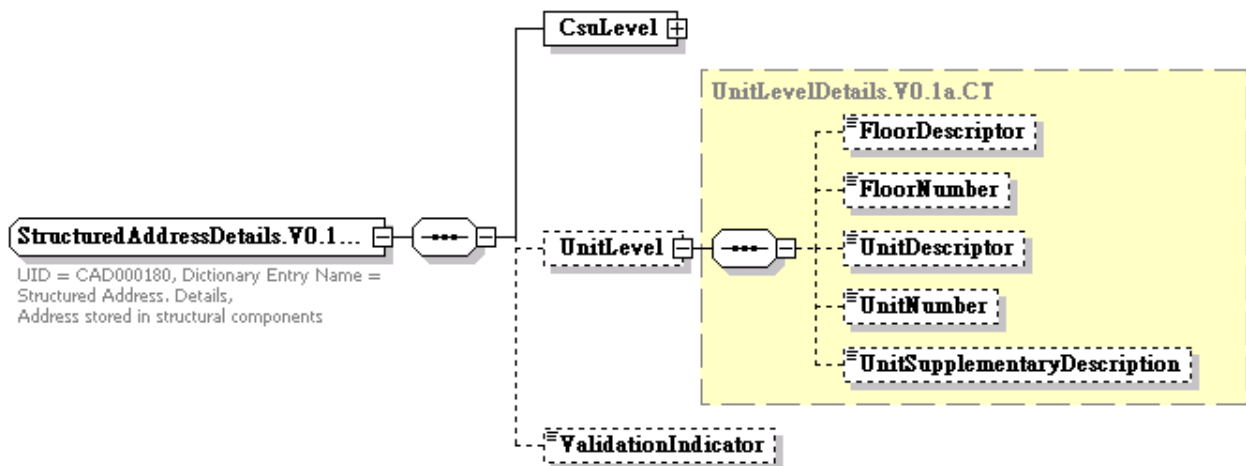 CsuLevel
UnitLevelDetails.V0.1a.CT
FloorDescriptor
FloorNumber
StructuredAddressDetails.V0.1...
UnitLevel
UnitDescriptor
UID = CAD000180, Dictionary Entry Name =
Structured Address. Details,
Address stored in structural components
UnitNumber
UnitSupplementaryDescription
ValidationIndicator